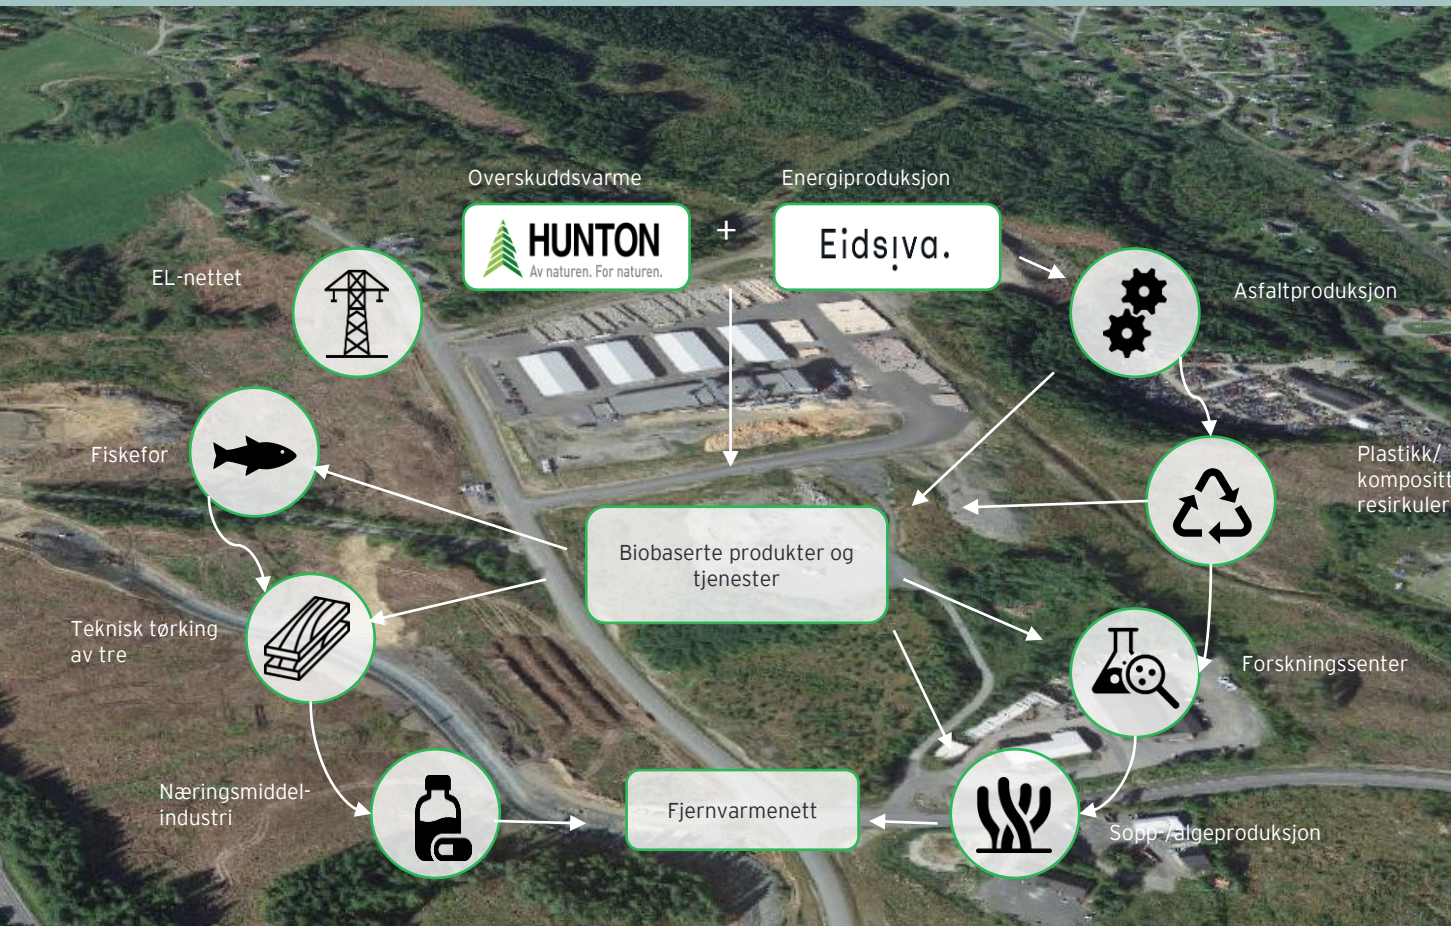 Overskuddsvarme
Energiproduksjon
HUNTON
Av naturen. For naturen.
+
Eidsiva.
EL-nettet
Asfaltproduksjon
Fiskefor
Plastikk/
kompositt
resirkuler
Biobaserte produkter og
tjenester
Teknisk tørking
av tre
Forskningssenter
Næringsmiddel-
industri
Fjernvarmenett
Sopp-/algeproduksjon